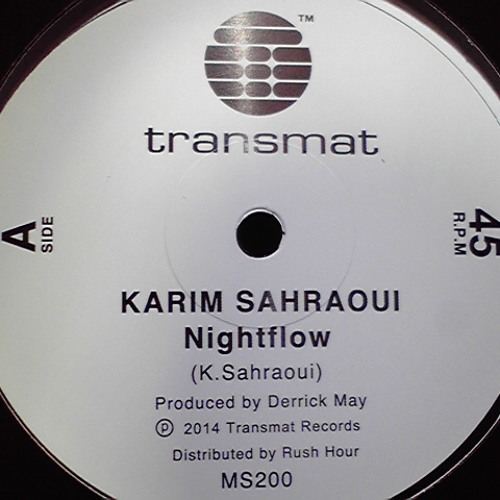 TM
transmat
A
SIDE
45
R.P.M
KARIM SAHRAOUI
Nightflow
(K.Sahraoui)
Produced by Derrick May
℗ 2014 Transmat Records
Distributed by Rush Hour
MS200